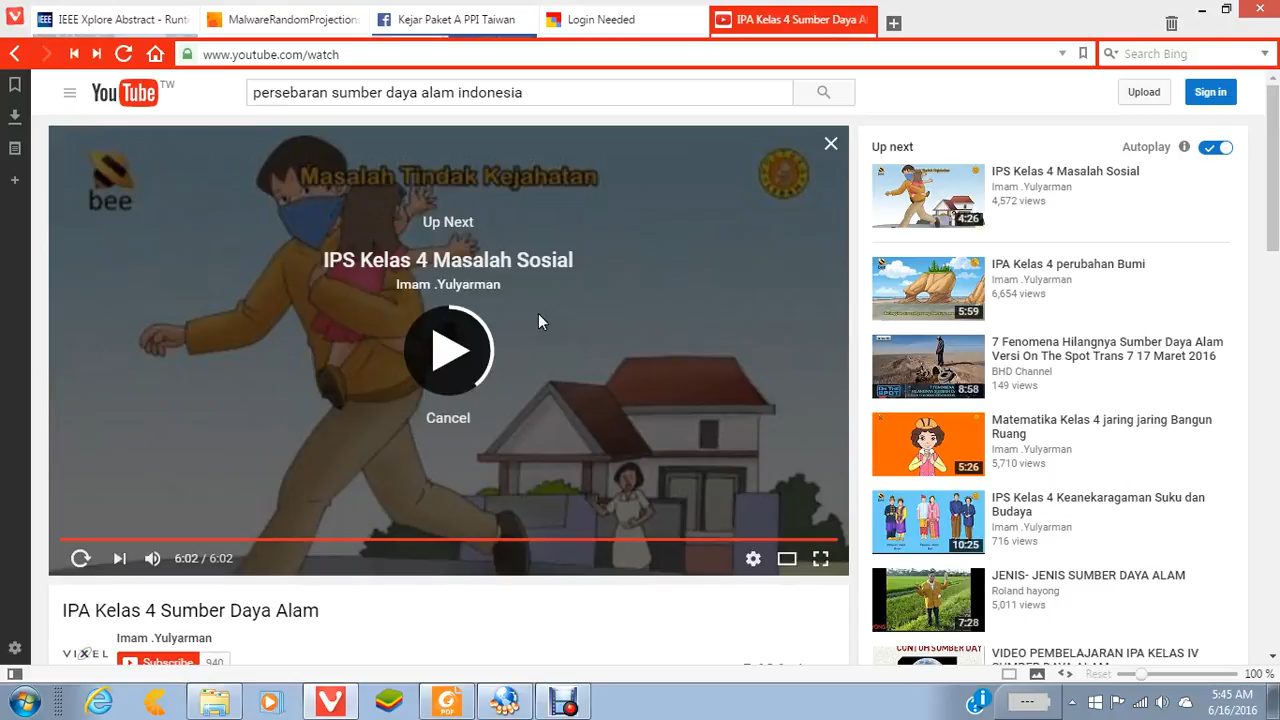 IEEE Xplore Abstract - Runt
MalwareRandomProjections
Kejar Paket A PPI Taiwan
Login Needed
IPA Kelas 4 Sumber Daya A
www.youtube.com/watch
Search Bing
YouTube TW
persebaran sumber daya alam indonesia
Upload
Sign in
bee
Masalah Tindak Kejahatan
Up Next
IPS Kelas 4 Masalah Sosial
Imam .Yulyarman
Cancel
6:02 / 6:02
IPA Kelas 4 Sumber Daya Alam
Imam .Yulyarman
VIXEL
Subscribe 940
Up next
Autoplay
IPS Kelas 4 Masalah Sosial
Imam .Yulyarman
4,572 views
4:26
IPA Kelas 4 perubahan Bumi
Imam .Yulyarman
6,654 views
5:59
7 Fenomena Hilangnya Sumber Daya Alam
Versi On The Spot Trans 7 17 Maret 2016
BHD Channel
149 views
8:58
Matematika Kelas 4 jaring jaring Bangun
Ruang
Imam .Yulyarman
5,710 views
5:26
IPS Kelas 4 Keanekaragaman Suku dan
Budaya
Imam .Yulyarman
716 views
10:25
JENIS- JENIS SUMBER DAYA ALAM
Roland hayong
5,011 views
7:28
VIDEO PEMBELAJARAN IPA KELAS IV
SUMBER DAYA ALAM
CONTOH SUMBER DAY
Reset
100 %
PDF
5:45 AM
6/16/2016